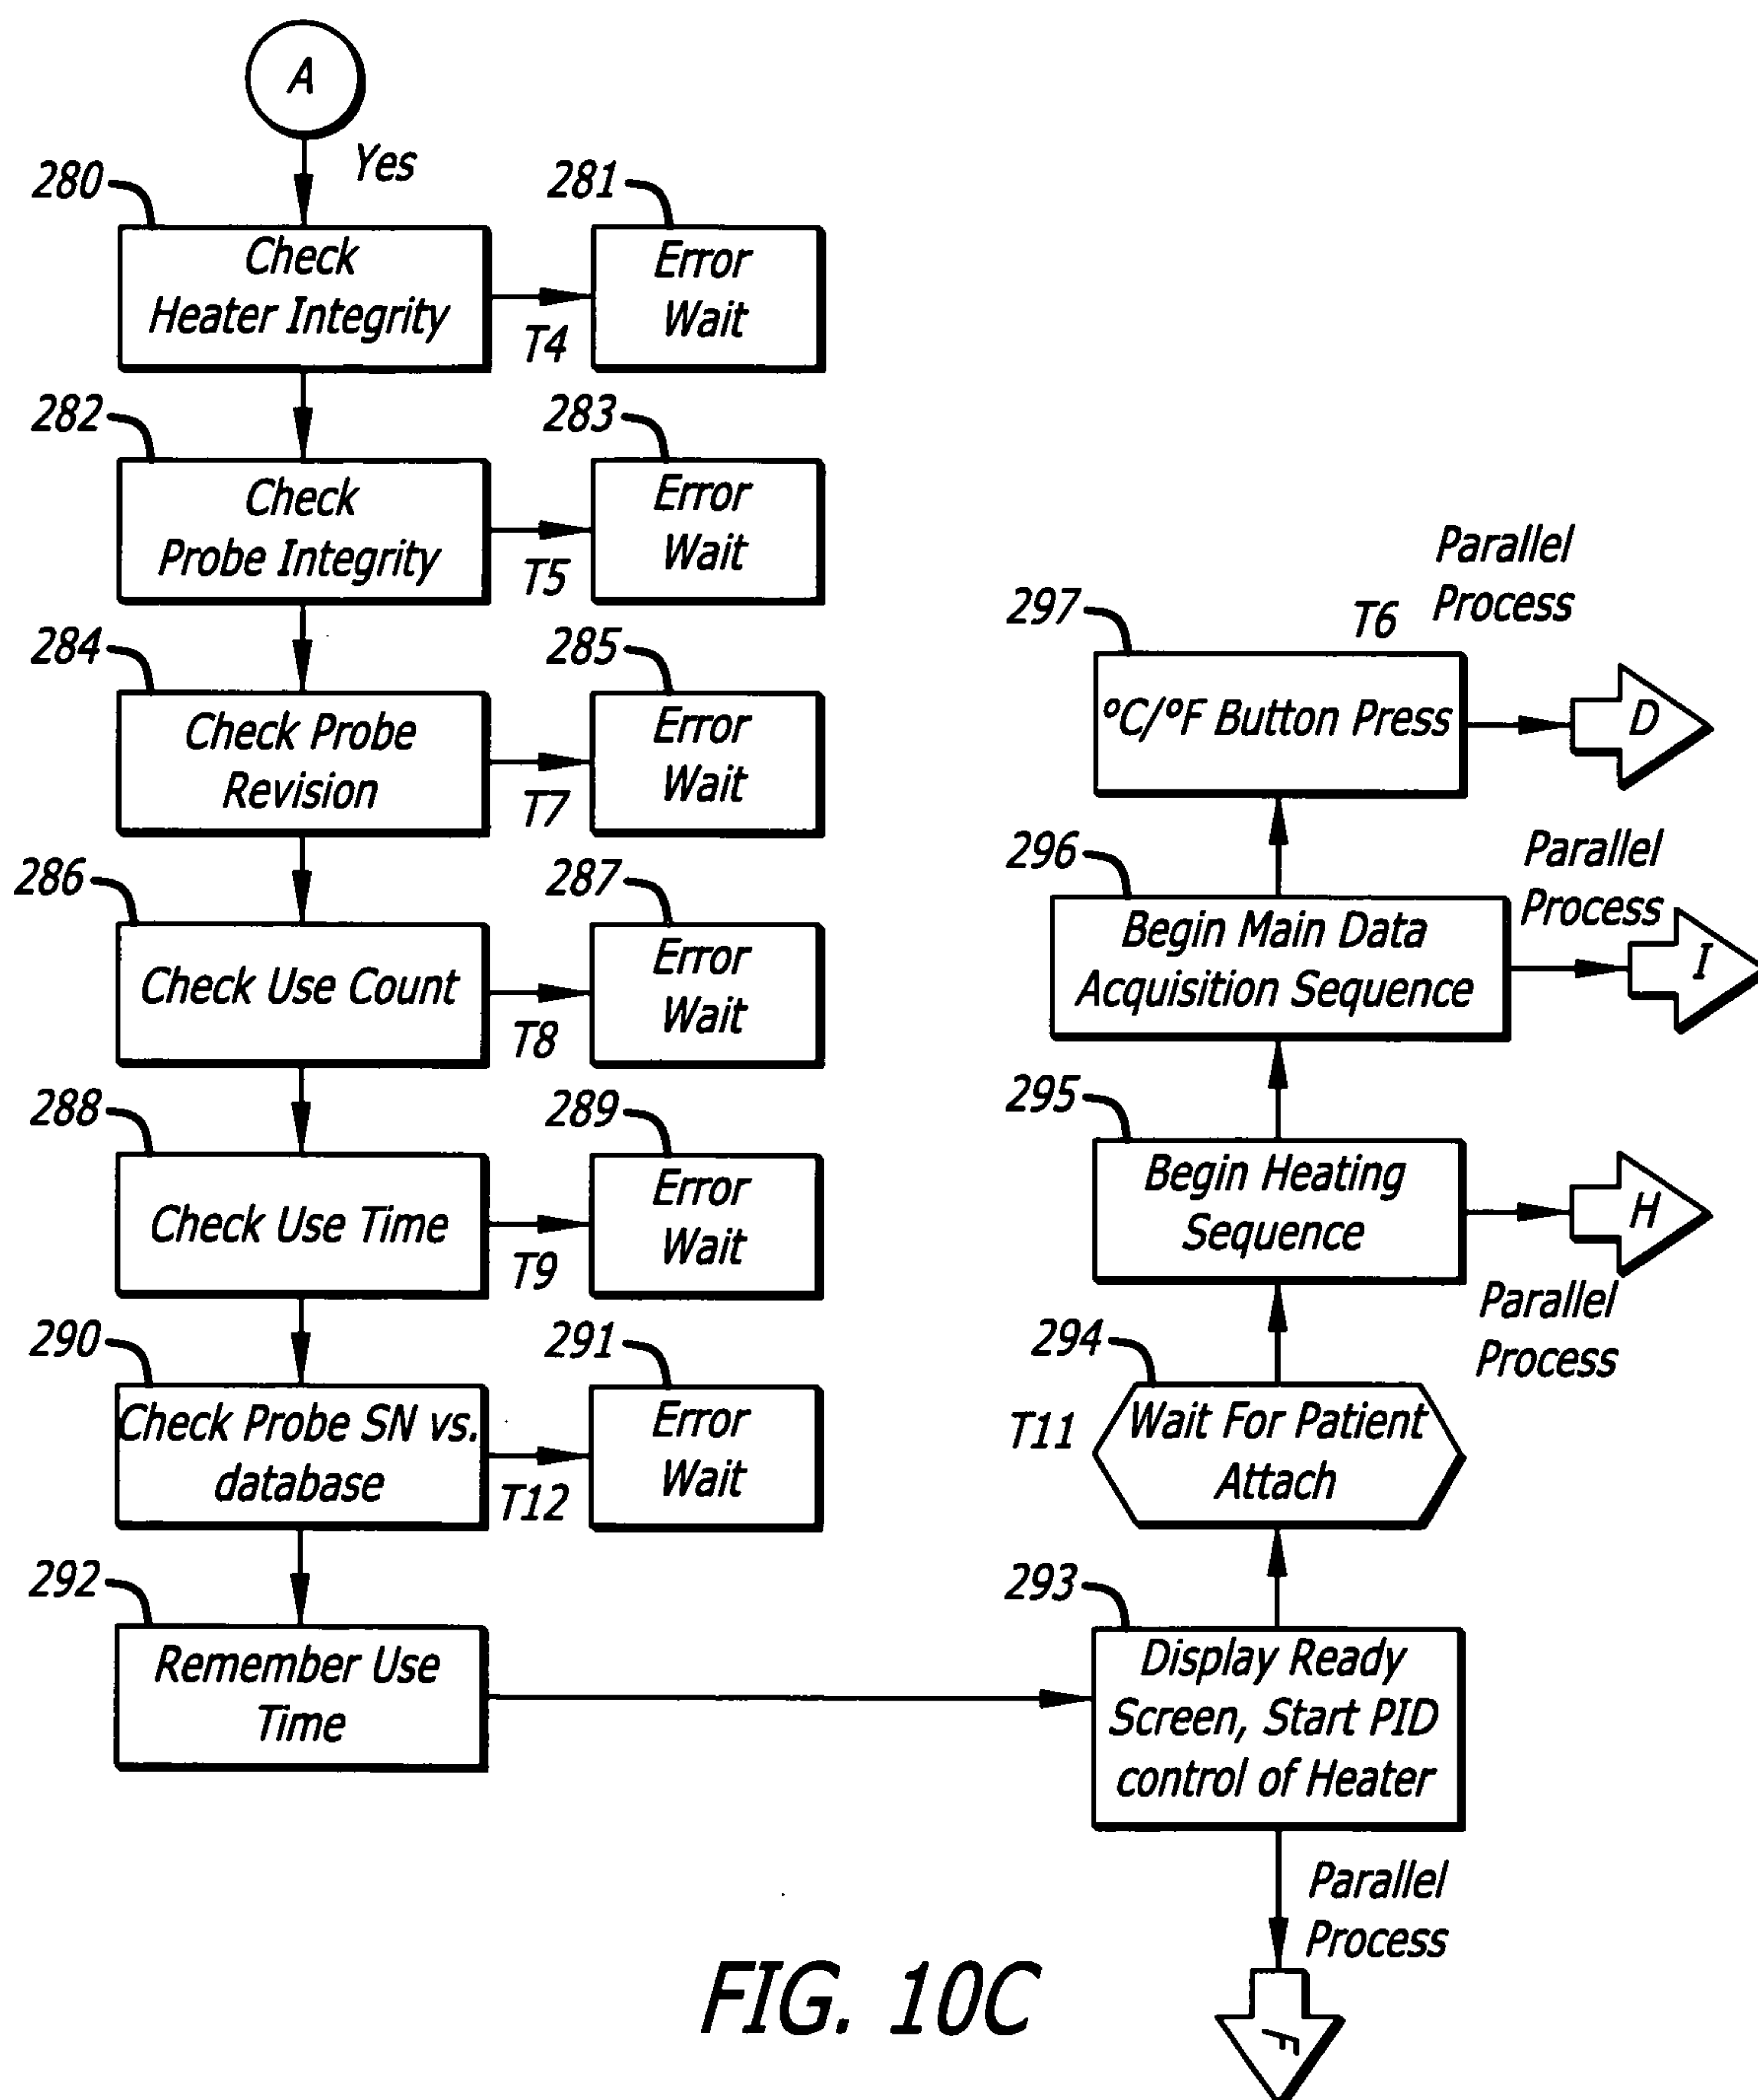 A
Yes
280
Check
Heater Integrity
T4
281
Error
Wait
282
Check
Probe Integrity
T5
283
Error
Wait
284
Check Probe
Revision
T7
285
Error
Wait
286
Check Use Count
T8
287
Error
Wait
288
Check Use Time
T9
289
Error
Wait
290
Check Probe SN vs.
database
T12
291
Error
Wait
292
Remember Use
Time
293
Display Ready
Screen, Start PID
control of Heater
Parallel
Process
F
294
T11
Wait For Patient
Attach
295
Begin Heating
Sequence
H
Parallel
Process
296
Begin Main Data
Acquisition Sequence
Parallel
Process
I
297
T6
°C/°F Button Press
Parallel
Process
D
FIG. 10C